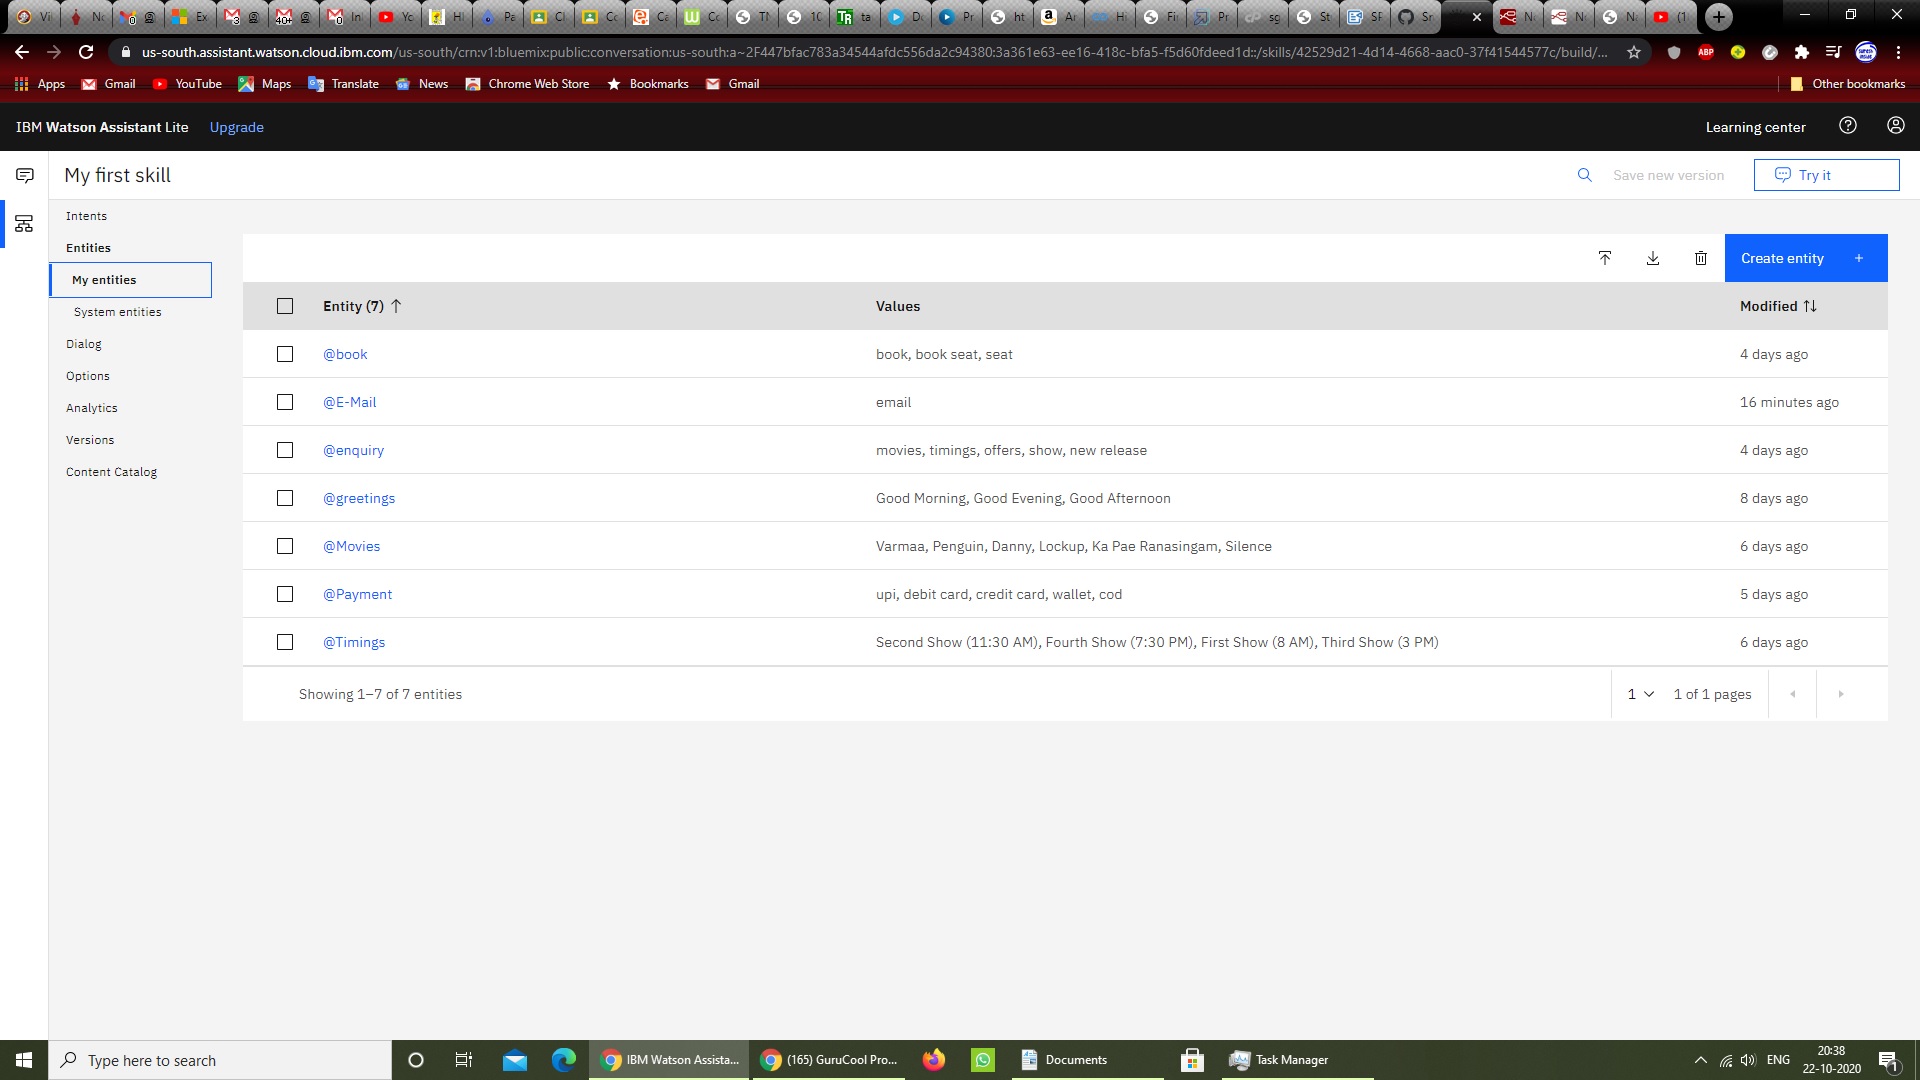 us-south.assistant.watson.cloud.ibm.com/us-south/crn:v1:bluemix:public:conversation:us-south:a~2F447bfac783a34544afdc556da2c94380:3a361e63-ee16-418c-bfa5-f5d60fdeed1d::/skills/42529d21-4d14-4668-aac0-37f41544577c/build/...
ABP
Apps Gmail YouTube Maps Translate News Chrome Web Store Bookmarks Gmail Other bookmarks
IBM Watson Assistant Lite Upgrade Learning center
My first skill Save new version Try it
Intents
Entities
My entities
System entities
Dialog
Options
Analytics
Versions
Content Catalog
Create entity +
Entity (7) Values Modified
@book book, book seat, seat 4 days ago
@E-Mail email 16 minutes ago
@enquiry movies, timings, offers, show, new release 4 days ago
@greetings Good Morning, Good Evening, Good Afternoon 8 days ago
@Movies Varmaa, Penguin, Danny, Lockup, Ka Pae Ranasingam, Silence 6 days ago
@Payment upi, debit card, credit card, wallet, cod 5 days ago
@Timings Second Show (11:30 AM), Fourth Show (7:30 PM), First Show (8 AM), Third Show (3 PM) 6 days ago
Showing 1–7 of 7 entities 1 1 of 1 pages
Type here to search IBM Watson Assista... (165) GuruCool Pro... Documents Task Manager ENG 20:38
22-10-2020 1